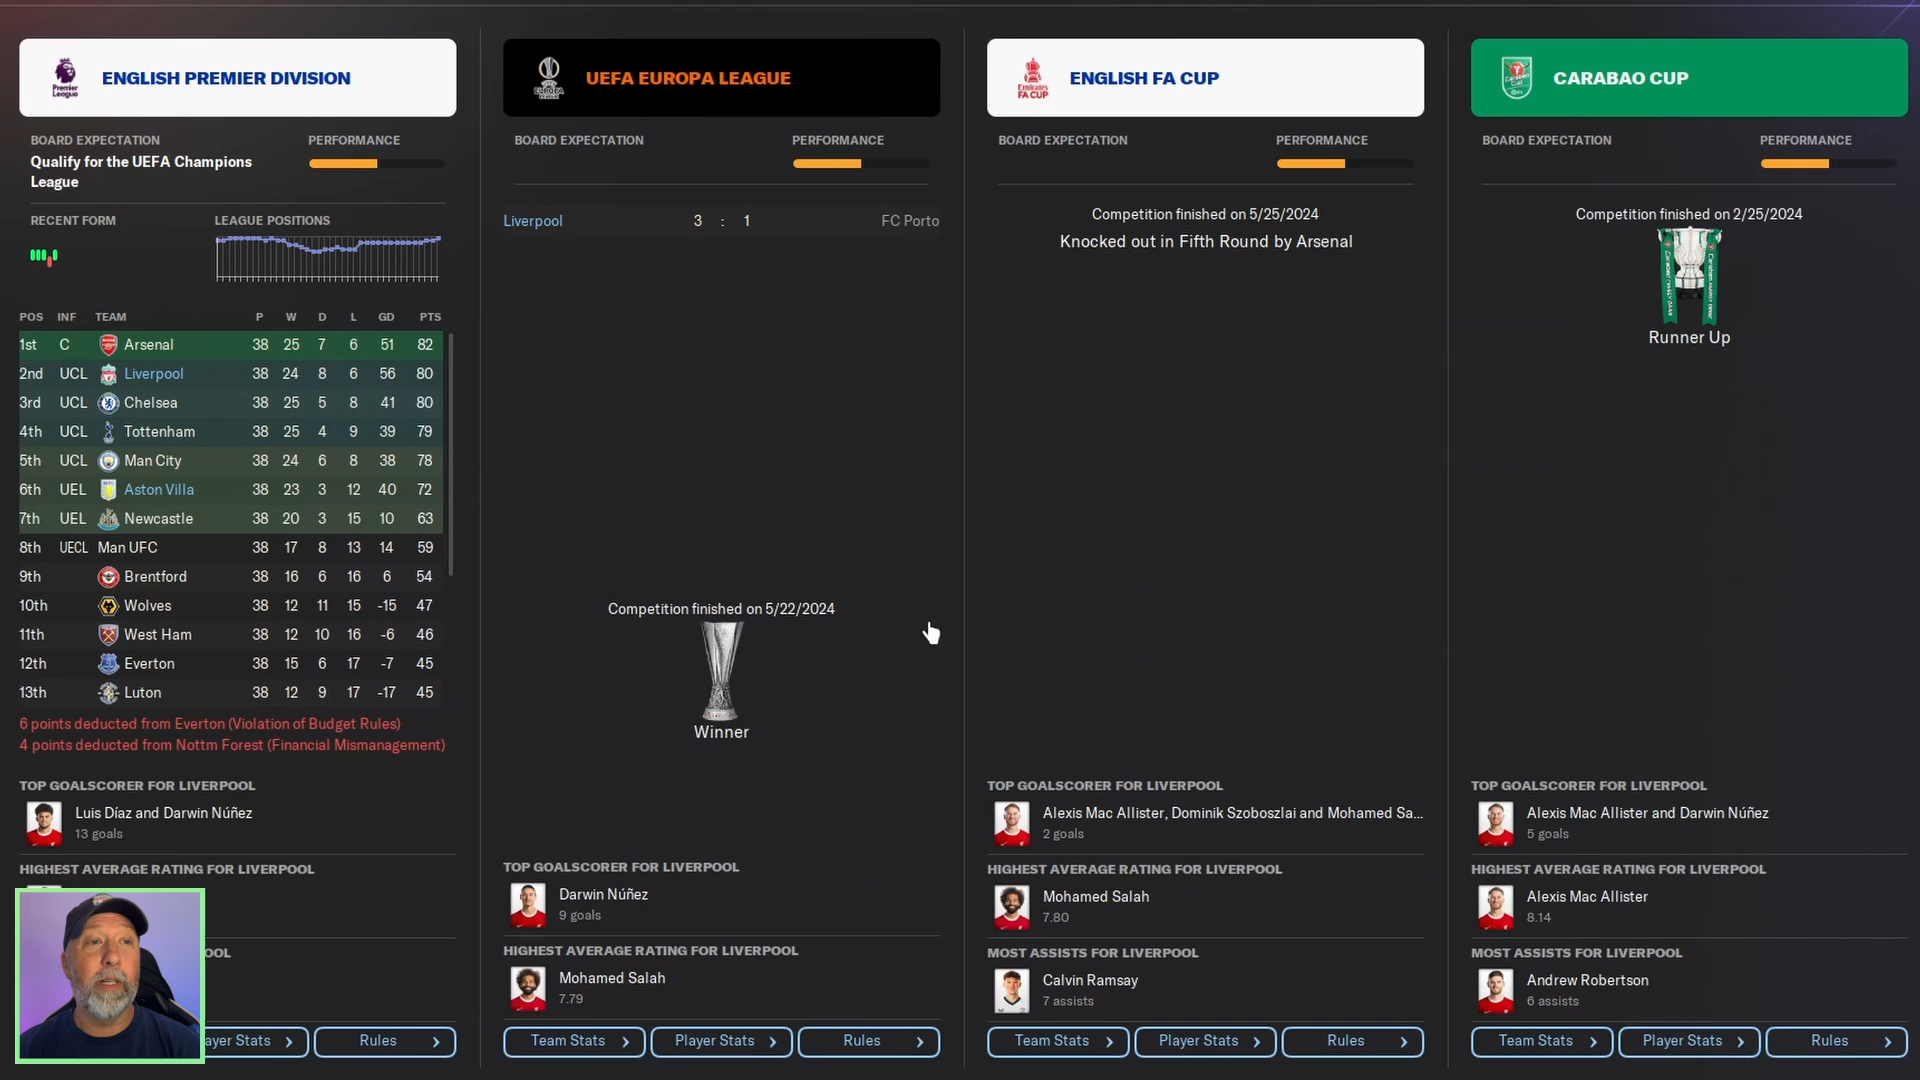 ENGLISH PREMIER DIVISION
BOARD EXPECTATION
PERFORMANCE
Qualify for the UEFA Champions
League
RECENT FORM
LEAGUE POSITIONS
POS INF TEAM P W D L GD PTS
1st C Arsenal 38 25 7 6 51 82
2nd UCL Liverpool 38 24 8 6 56 80
3rd UCL Chelsea 38 25 5 8 41 80
4th UCL Tottenham 38 25 4 9 39 79
5th UCL Man City 38 24 6 8 38 78
6th UEL Aston Villa 38 23 3 12 40 72
7th UEL Newcastle 38 20 3 15 10 63
8th UECL Man UFC 38 17 8 13 14 59
9th Brentford 38 16 6 16 6 54
10th Wolves 38 12 11 15 -15 47
11th West Ham 38 12 10 16 -6 46
12th Everton 38 15 6 17 -7 45
13th Luton 38 12 9 17 -17 45
6 points deducted from Everton (Violation of Budget Rules)
4 points deducted from Nottm Forest (Financial Mismanagement)
TOP GOALSCORER FOR LIVERPOOL
Luis Díaz and Darwin Núñez
13 goals
HIGHEST AVERAGE RATING FOR LIVERPOOL
OOL
ayer Stats
Rules
UEFA EUROPA LEAGUE
BOARD EXPECTATION
PERFORMANCE
Liverpool 3 : 1 FC Porto
Competition finished on 5/22/2024
Winner
TOP GOALSCORER FOR LIVERPOOL
Darwin Núñez
9 goals
HIGHEST AVERAGE RATING FOR LIVERPOOL
Mohamed Salah
7.79
Team Stats
Player Stats
Rules
Emirates
FA CUP
ENGLISH FA CUP
BOARD EXPECTATION
PERFORMANCE
Competition finished on 5/25/2024
Knocked out in Fifth Round by Arsenal
TOP GOALSCORER FOR LIVERPOOL
Alexis Mac Allister, Dominik Szoboszlai and Mohamed Sa...
2 goals
HIGHEST AVERAGE RATING FOR LIVERPOOL
Mohamed Salah
7.80
MOST ASSISTS FOR LIVERPOOL
Calvin Ramsay
7 assists
Team Stats
Player Stats
Rules
CARABAO CUP
BOARD EXPECTATION
PERFORMANCE
Competition finished on 2/25/2024
Runner Up
TOP GOALSCORER FOR LIVERPOOL
Alexis Mac Allister and Darwin Núñez
5 goals
HIGHEST AVERAGE RATING FOR LIVERPOOL
Alexis Mac Allister
8.14
MOST ASSISTS FOR LIVERPOOL
Andrew Robertson
6 assists
Team Stats
Player Stats
Rules